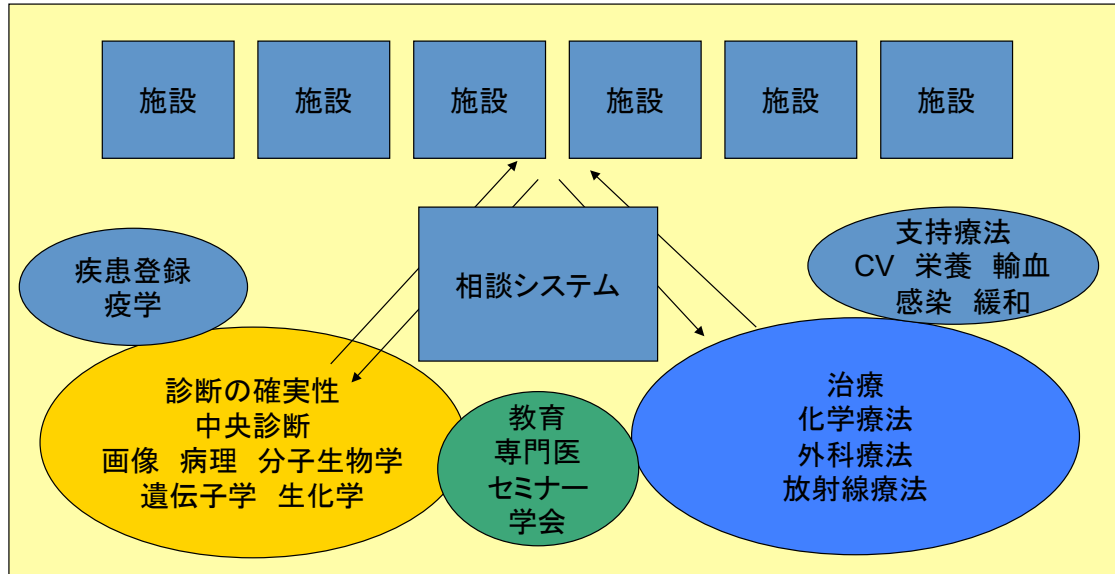 施設 施設 施設 施設 施設 施設
相談システム
疾患登録
疫学
支持療法
CV 栄養 輸血
感染 緩和
診断の確実性
中央診断
画像 病理 分子生物学
遺伝子学 生化学
教育
専門医
セミナー
学会
治療
化学療法
外科療法
放射線療法